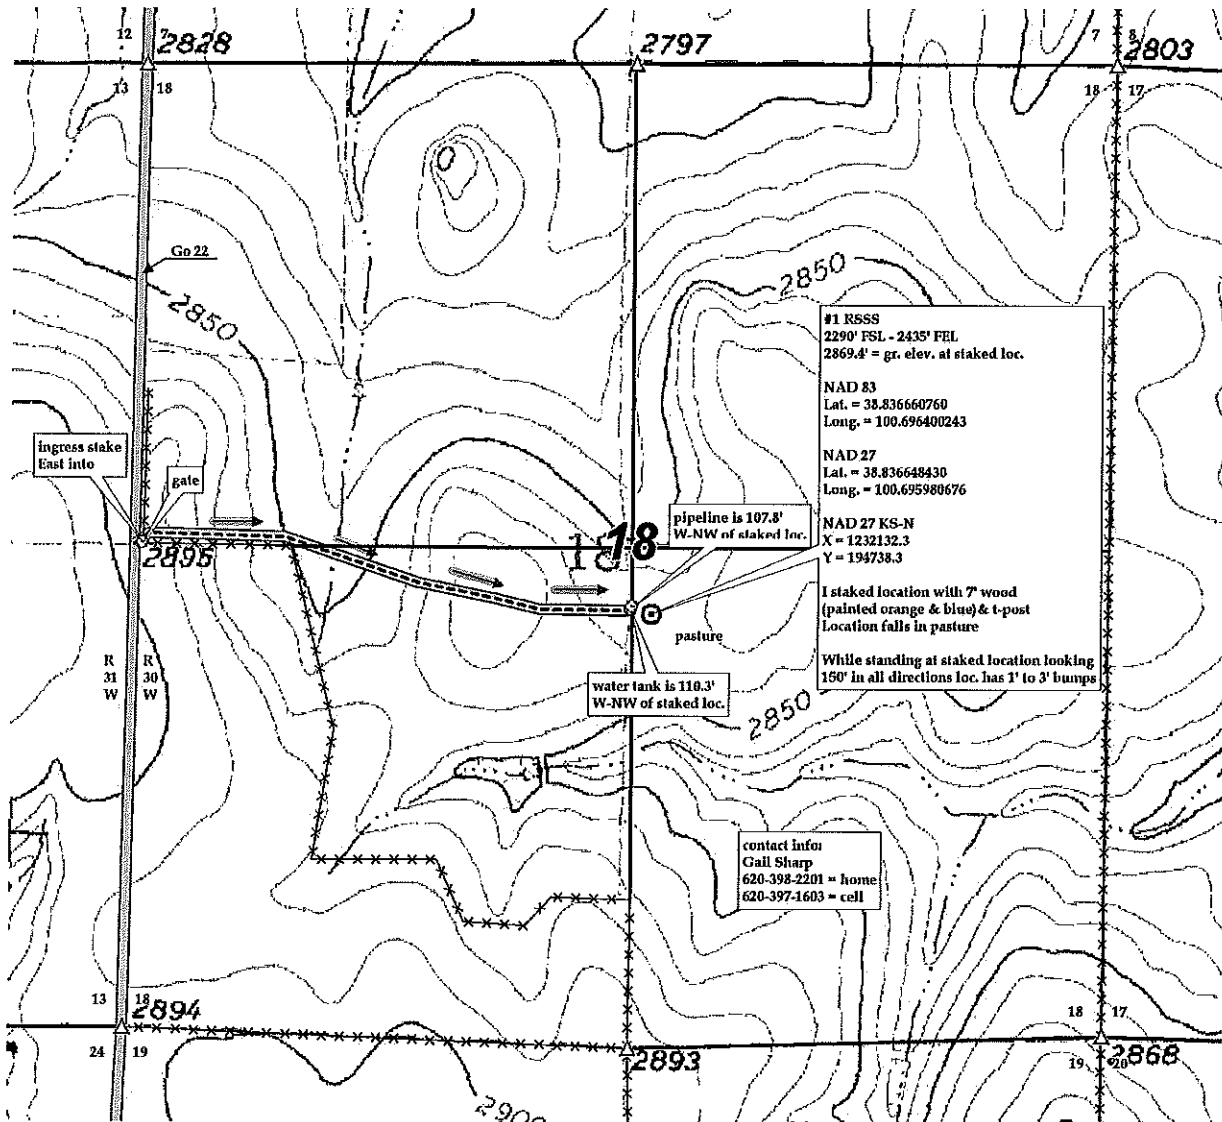 12 7
2828
2797
7 8
2803
13 18
18 17
Go 22
2850
2850
#1 RSSS
2290' FSL - 2435' FEL
2869.4' = gr. elev. at staked loc.
NAD 83
Lat. = 38.836660760
Long. = 100.696400243
NAD 27
Lat. = 38.836648430
Long. = 100.695980676
NAD 27 KS-N
X = 1232132.3
Y = 194738.3
I staked location with 7' wood
(painted orange & blue) & t-post
Location falls in pasture
While standing at staked location looking
150' in all directions loc. has 1' to 3' bumps
ingress stake
East into
gate
2895
pipeline is 107.8'
W-NW of staked loc.
18
pasture
R
31
W
R
30
W
water tank is 110.3'
W-NW of staked loc.
2850
contact info:
Gail Sharp
620-398-2201 = home
620-397-1603 = cell
13 18
2894
24 19
18 17
2893
19 20
2868
2900